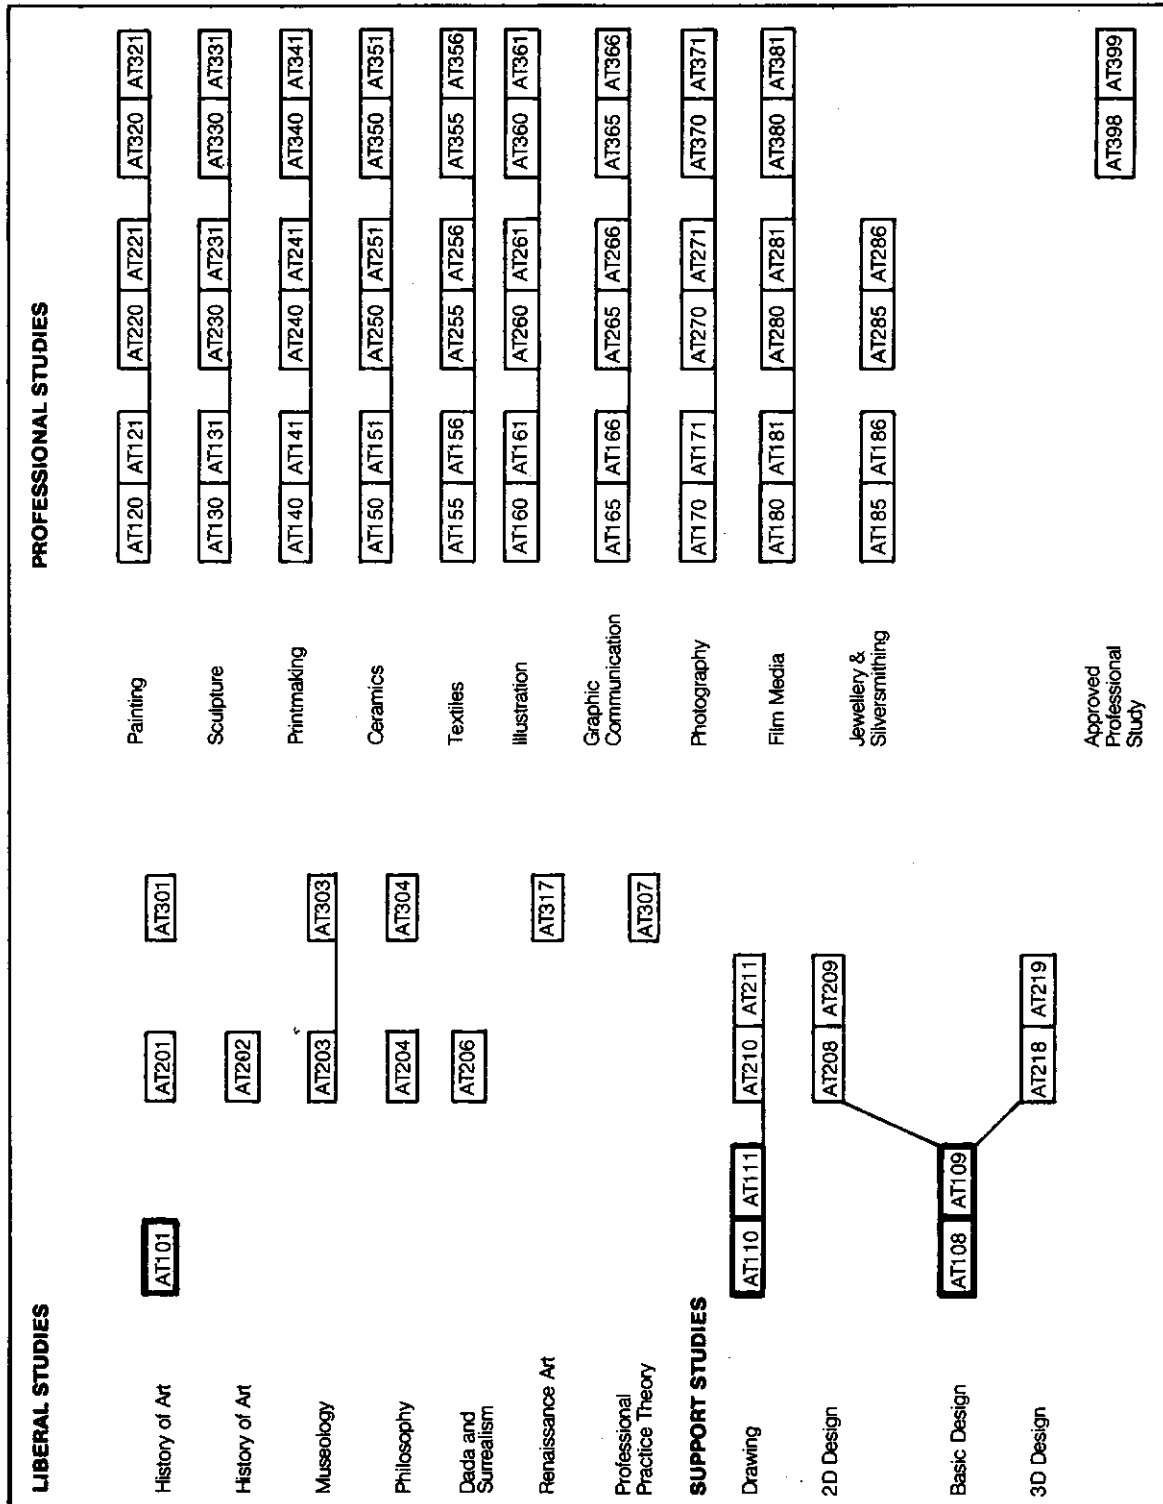 LIBERAL STUDIES
History of Art AT101 AT201 AT301
History of Art AT202
Museology AT203 AT303
Philosophy AT204 AT304
Dada and
Surrealism AT206
Renaissance Art AT317
Professional
Practice Theory AT307
SUPPORT STUDIES
Drawing AT110 AT111 AT210 AT211
2D Design AT208 AT209
Basic Design AT108 AT109
3D Design AT218 AT219
PROFESSIONAL STUDIES
Painting AT120 AT121 AT220 AT221 AT320 AT321
Sculpture AT130 AT131 AT230 AT231 AT330 AT331
Printmaking AT140 AT141 AT240 AT241 AT340 AT341
Ceramics AT150 AT151 AT250 AT251 AT350 AT351
Textiles AT155 AT156 AT255 AT256 AT355 AT356
Illustration AT160 AT161 AT260 AT261 AT360 AT361
Graphic
Communication AT165 AT166 AT265 AT266 AT365 AT366
Photography AT170 AT171 AT270 AT271 AT370 AT371
Film Media AT180 AT181 AT280 AT281 AT380 AT381
Jewellery &
Silversmithing AT185 AT186 AT285 AT286
Approved
Professional
Study AT398 AT399